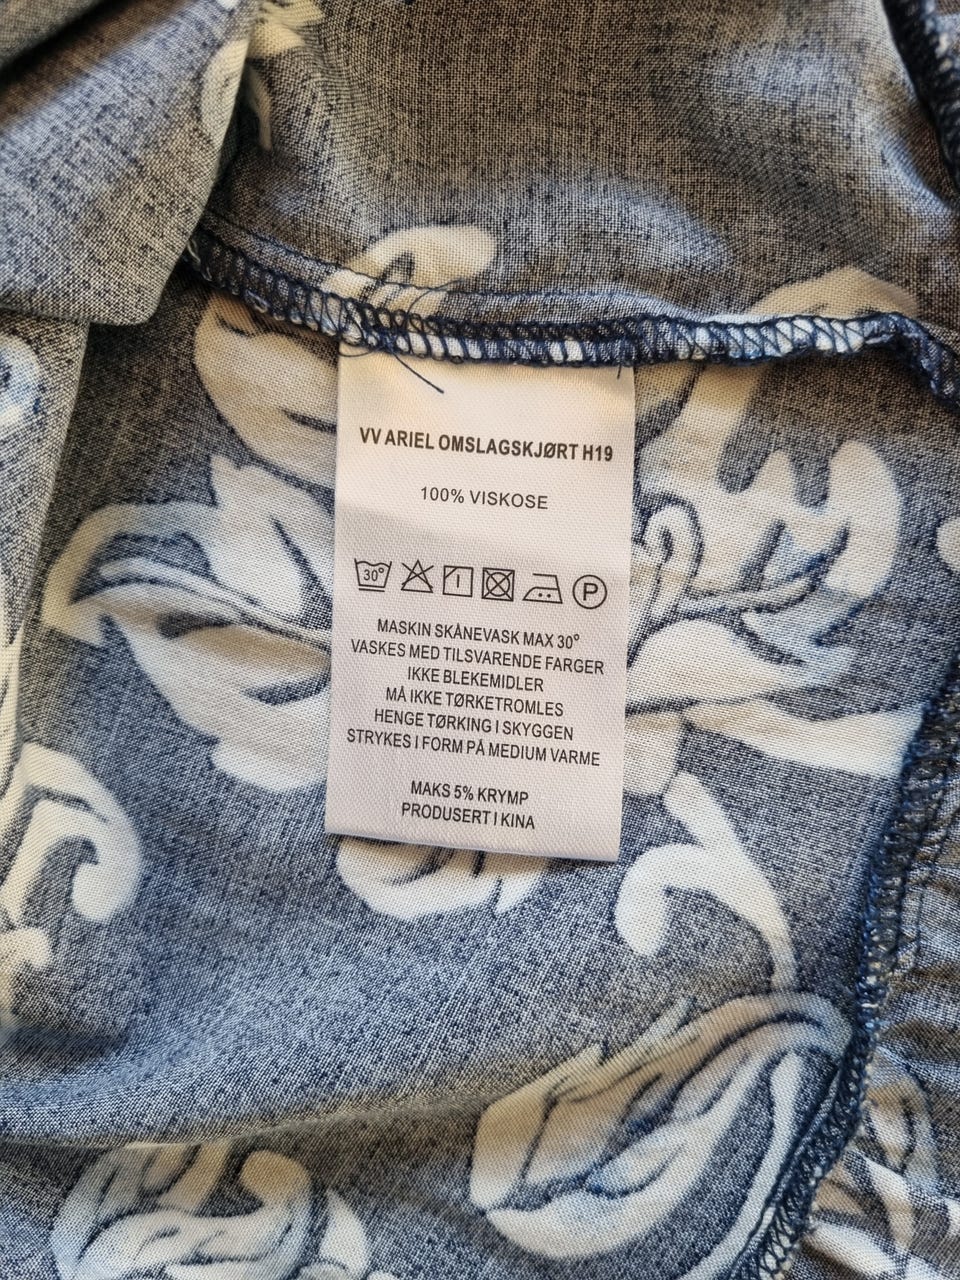 VV ARIEL OMSLAGSKJØRT H19
100% VISKOSE
30° P
MASKIN SKÅNEVASK MAX 30°
VASKES MED TILSVARENDE FARGER
IKKE BLEKEMIDLER
MÅ IKKE TØRKETROMLES
HENGE TØRKING I SKYGGEN
STRYKES I FORM PÅ MEDIUM VARME
MAKS 5% KRYMP
PRODUSERT I KINA